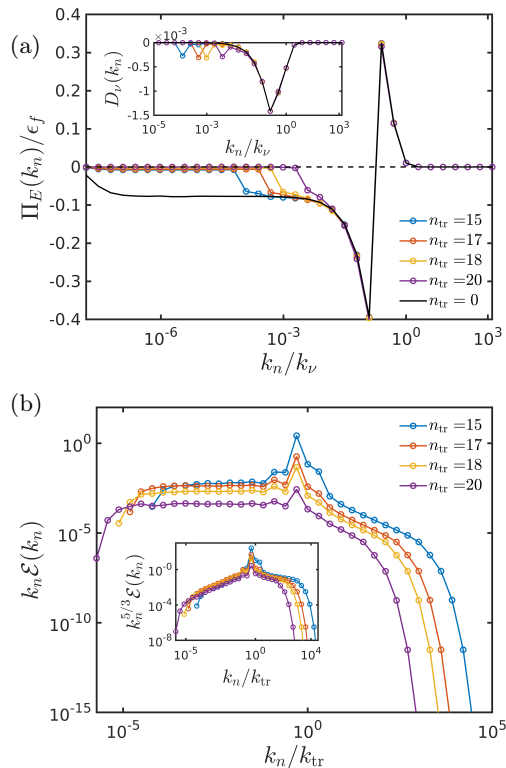 (a)
0.4
0.3
0.2
0.1
0
-0.1
-0.2
-0.3
-0.4
Π_E(k_n)/ϵ_f
10^-6
10^-3
10^0
10^3
k_n/k_ν
×10^-3
0
-0.5
-1
-1.5
D_ν(k_n)
10^-5
10^-3
10^0
10^3
k_n/k_ν
n_tr =15
n_tr =17
n_tr =18
n_tr =20
n_tr = 0
(b)
10^0
10^-5
10^-10
10^-15
k_nℰ(k_n)
10^-5
10^0
10^5
k_n/k_tr
n_tr =15
n_tr =17
n_tr =18
n_tr =20
10^0
10^-4
10^-8
k_n^5/3 ℰ(k_n)
10^-5
10^0
10^4
k_n/k_tr